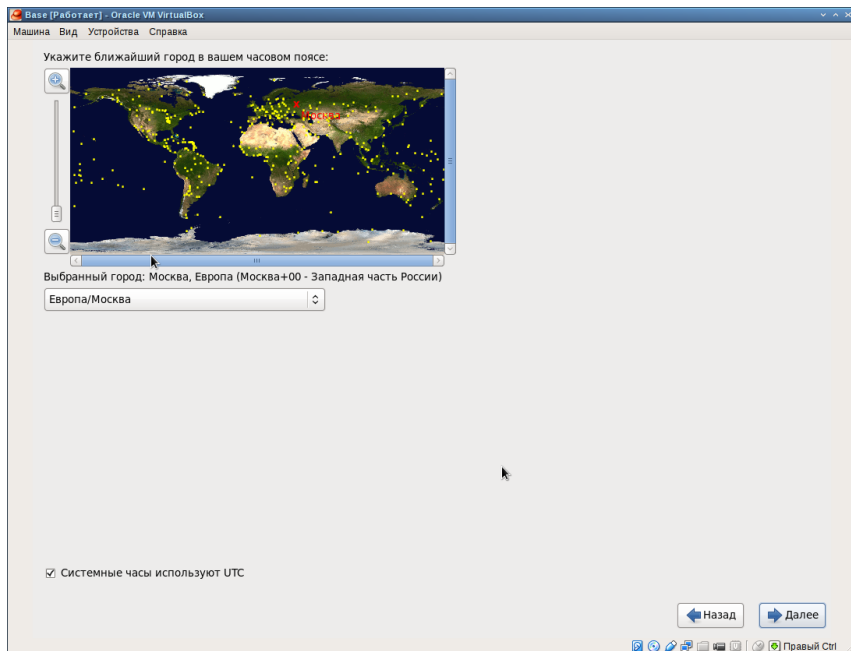 Base [Работает] - Oracle VM VirtualBox
Машина Вид Устройства Справка
Укажите ближайший город в вашем часовом поясе:
Москва
Выбранный город: Москва, Европа (Москва+00 - Западная часть России)
Европа/Москва
Системные часы используют UTC
Назад Далее
Правый Ctrl